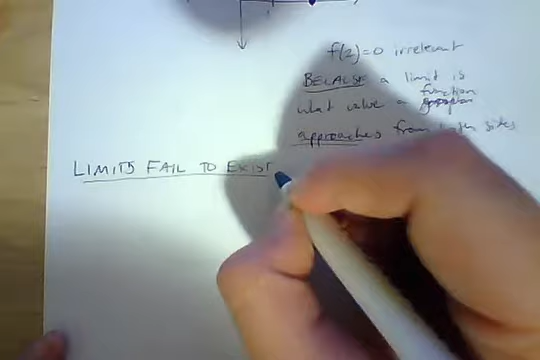 f(2)=0 irrelevant
BECAUSE a limit is
what value a function
approaches from both sides
LIMITS FAIL TO EXIST